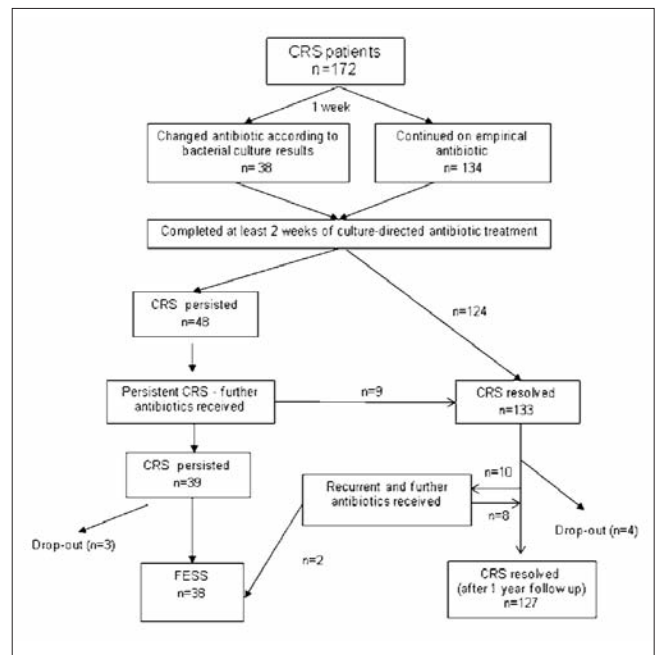 CRS patients
n=172
1 week
Changed antibiotic according to
bacterial culture results
n= 38
Continued on empirical
antibiotic
n= 134
Completed at least 2 weeks of culture-directed antibiotic treatment
CRS persisted
n=48
n=124
Persistent CRS - further
antibiotics received
n=9
CRS resolved
n=133
CRS persisted
n=39
Recurrent and further
antibiotics received
n=10
n=8
Drop-out (n=3)
Drop-out (n=4)
n=2
FESS
n=38
CRS resolved
(after 1 year follow up)
n=127